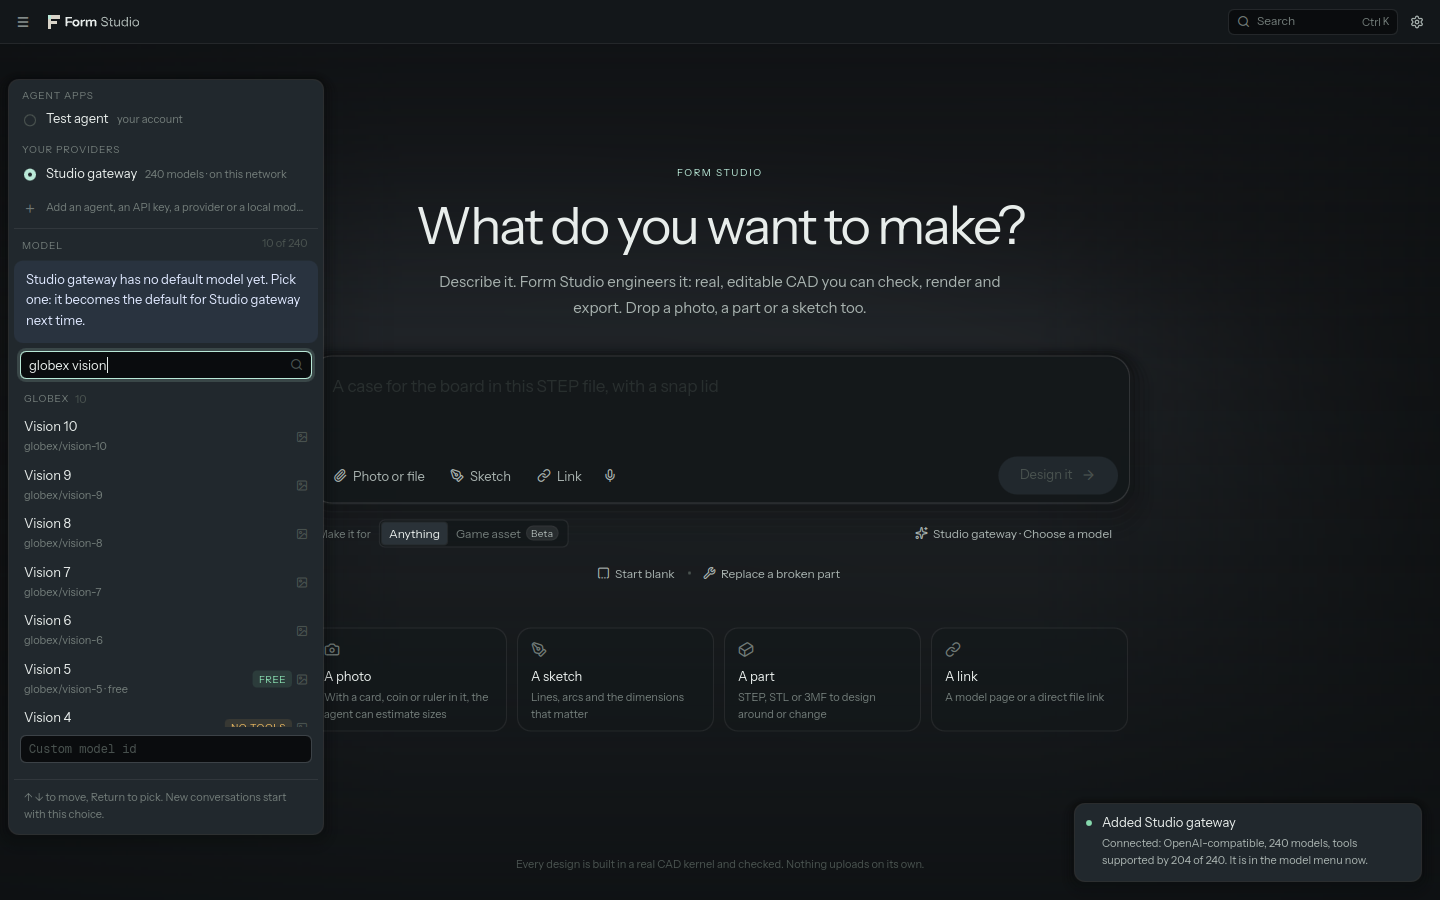 Form Studio
Search
Ctrl K
AGENT APPS
Test agent your account
YOUR PROVIDERS
Studio gateway 240 models · on this network
Add an agent, an API key, a provider or a local mod...
MODEL 10 of 240
Studio gateway has no default model yet. Pick
one: it becomes the default for Studio gateway
next time.
globex vision
GLOBEX 10
Vision 10
globex/vision-10
Vision 9
globex/vision-9
Vision 8
globex/vision-8
Vision 7
globex/vision-7
Vision 6
globex/vision-6
Vision 5
globex/vision-5 · free
FREE
Vision 4
NO TOOLS
Custom model id
↑ ↓ to move, Return to pick. New conversations start
with this choice.
FORM STUDIO
What do you want to make?
Describe it. Form Studio engineers it: real, editable CAD you can check, render and
export. Drop a photo, a part or a sketch too.
A case for the board in this STEP file, with a snap lid
Photo or file
Sketch
Link
Design it
Make it for
Anything
Game asset Beta
Studio gateway · Choose a model
Start blank • Replace a broken part
A photo
With a card, coin or ruler in it, the
agent can estimate sizes
A sketch
Lines, arcs and the dimensions
that matter
A part
STEP, STL or 3MF to design
around or change
A link
A model page or a direct file link
Every design is built in a real CAD kernel and checked. Nothing uploads on its own.
Added Studio gateway
Connected: OpenAI-compatible, 240 models, tools
supported by 204 of 240. It is in the model menu now.